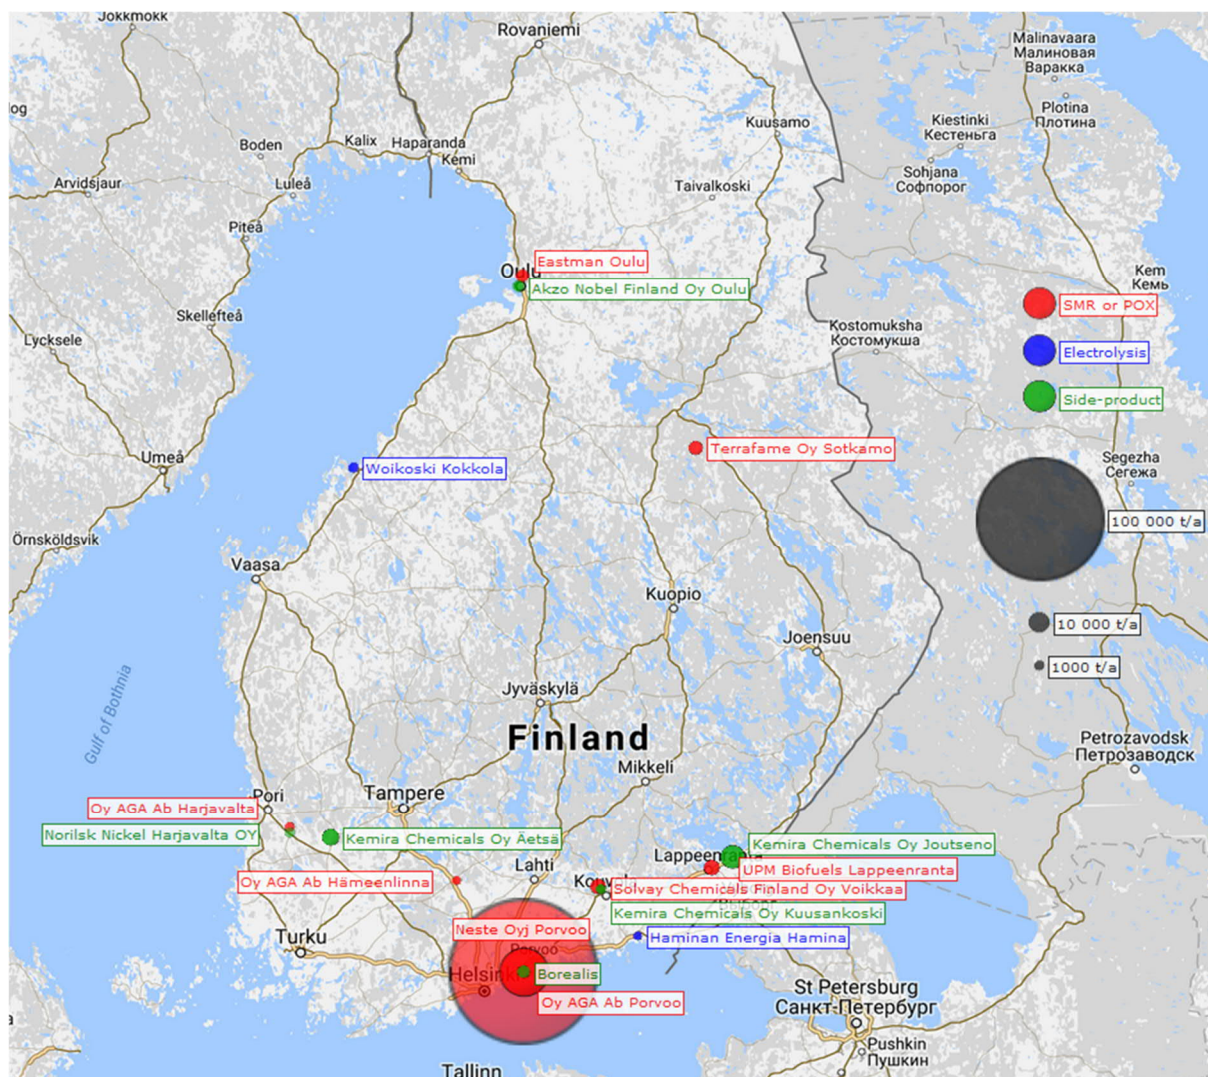 Jokkmokk
Rovaniemi
Malinavaara
Малиновая
Варакка
og
Kuusamo
Plotina
Плотина
Kiestinki
Кестеньга
Boden
Kalix
Haparanda
Kemi
Sohjana
Софпорог
Arvidsjaur
Luleå
Taivalkoski
Piteå
Eastman Oulu
Oulu
Akzo Nobel Finland Oy Oulu
Kem
Кемь
SMR or POX
Skellefteå
Lycksele
Kostomuksha
Костомукша
Electrolysis
Side-product
Umeå
Woikoski Kokkola
Terrafame Oy Sotkamo
Segezha
Сегежа
Örnsköldsvik
100 000 t/a
Vaasa
Kuopio
10 000 t/a
Joensuu
1000 t/a
Gulf of Bothnia
Jyväskylä
Finland
Petrozavodsk
Петрозаводск
Mikkeli
Pori
Tampere
Oy AGA Ab Harjavalta
Norilsk Nickel Harjavalta OY
Kemira Chemicals Oy Äetsä
Kemira Chemicals Oy Joutseno
Lappeenranta
UPM Biofuels Lappeenranta
Lahti
Oy AGA Ab Hämeenlinna
Solvay Chemicals Finland Oy Voikkaa
Kemira Chemicals Oy Kuusankoski
Neste Oyj Porvoo
Turku
Haminan Energia Hamina
Porvoo
Helsinki
Borealis
Oy AGA Ab Porvoo
St Petersburg
Санкт-Петербург
Pushkin
Пушкин
Tallinn